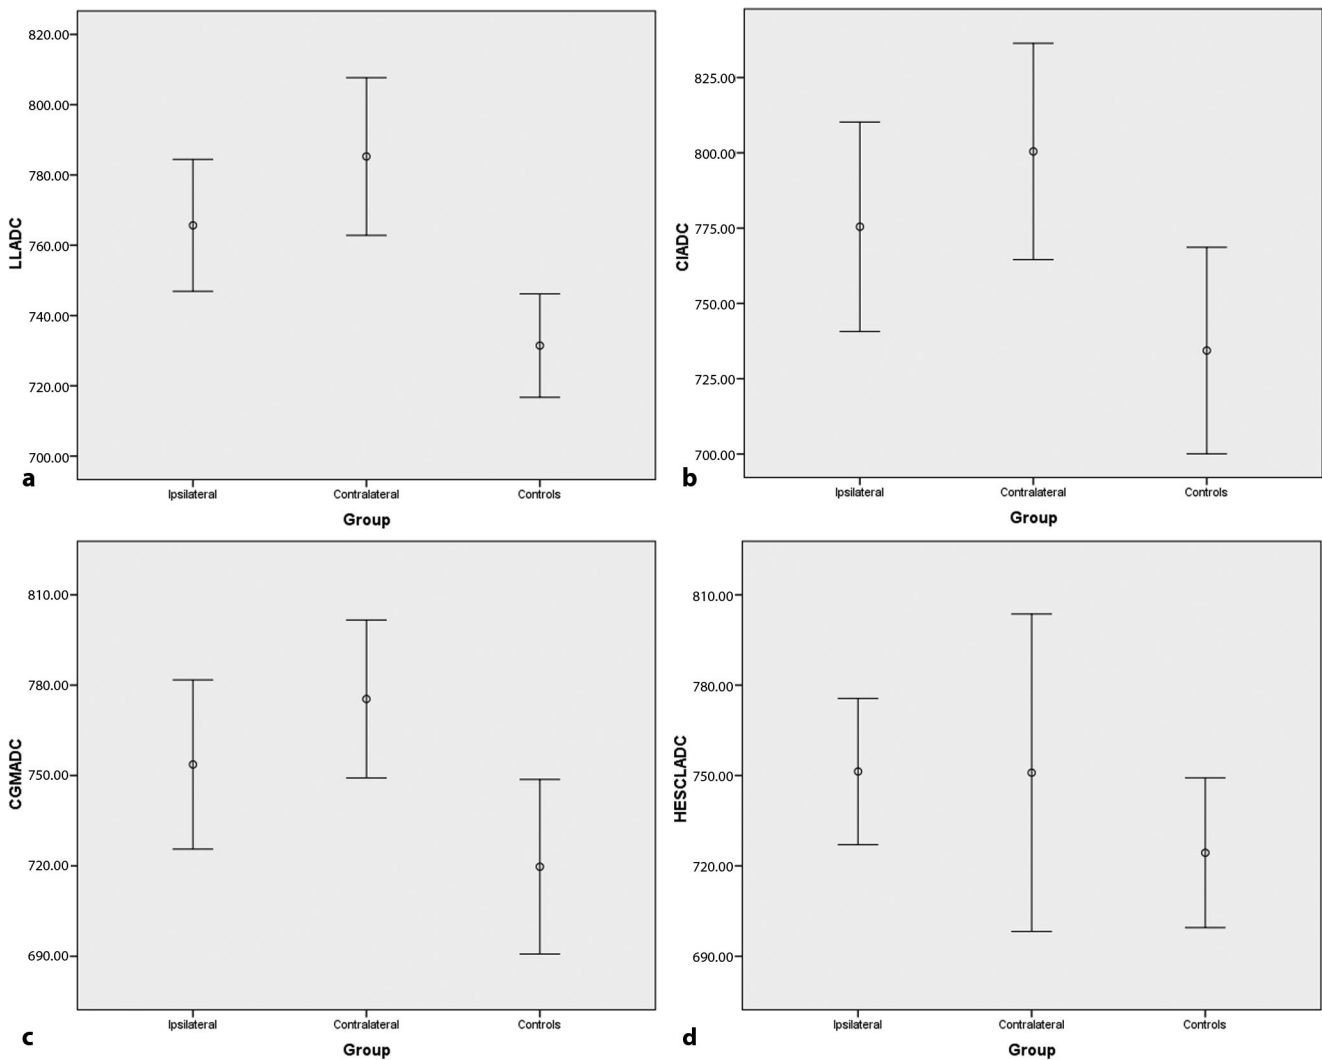 820.00
800.00
780.00
760.00
740.00
720.00
700.00
LLADC
Ipsilateral Contralateral Controls
Group
a
825.00
800.00
775.00
750.00
725.00
700.00
CIADC
Ipsilateral Contralateral Controls
Group
b
810.00
780.00
750.00
720.00
690.00
CGMADC
Ipsilateral Contralateral Controls
Group
c
810.00
780.00
750.00
720.00
690.00
HESCLADC
Ipsilateral Contralateral Controls
Group
d